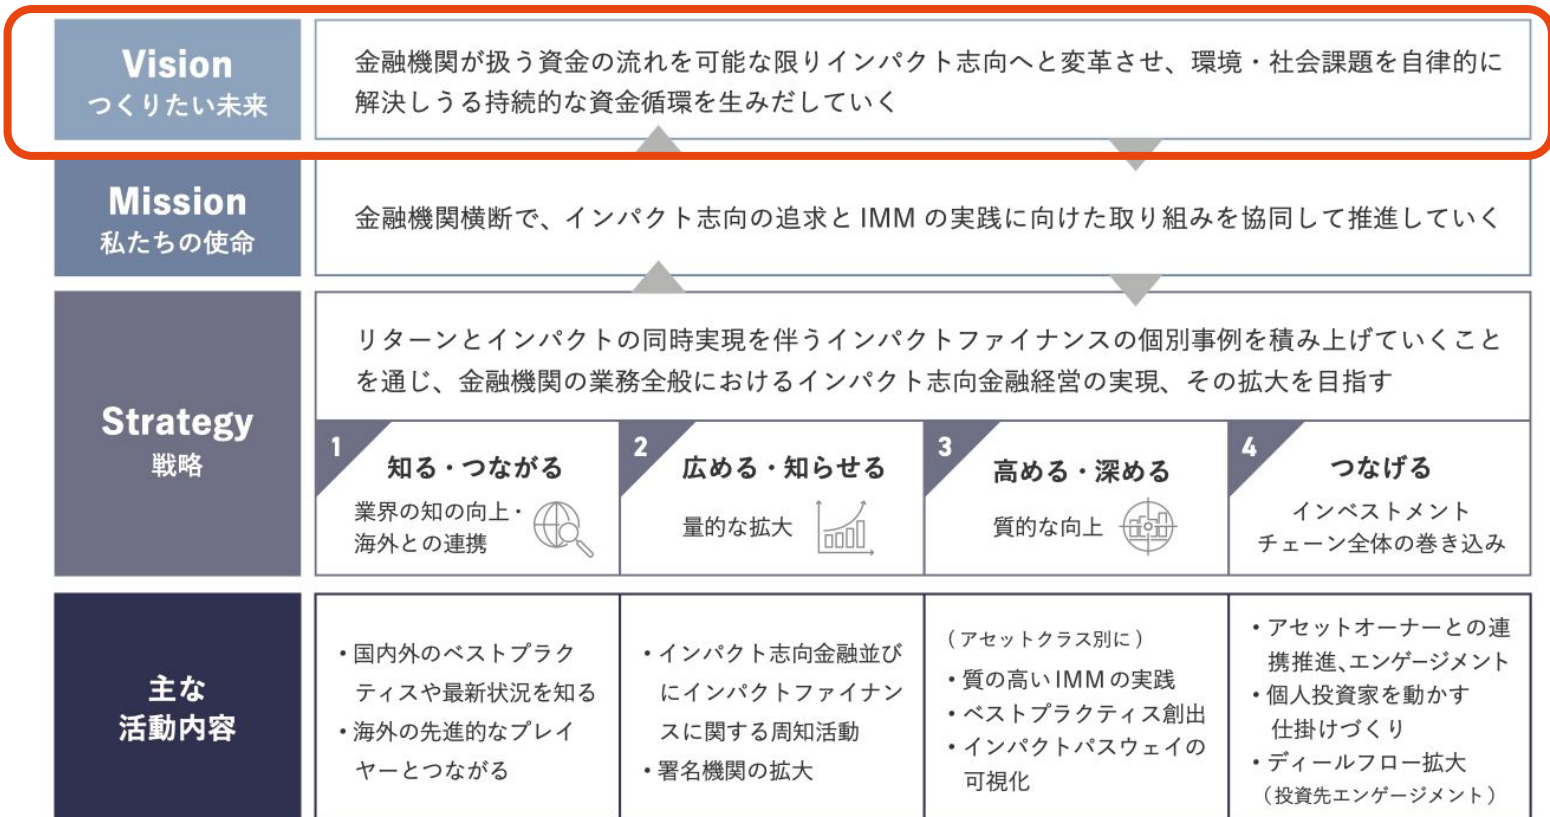 Vision
つくりたい未来
金融機関が扱う資金の流れを可能な限りインパクト志向へと変革させ、環境・社会課題を自律的に
解決しうる持続的な資金循環を生みだしていく
Mission
私たちの使命
金融機関横断で、インパクト志向の追求と IMM の実践に向けた取り組みを協同して推進していく
Strategy
戦略
リターンとインパクトの同時実現を伴うインパクトファイナンスの個別事例を積み上げていくこと
を通じ、金融機関の業務全般におけるインパクト志向金融経営の実現、その拡大を目指す
1
知る・つながる
業界の知の向上・
海外との連携
2
広める・知らせる
量的な拡大
3
高める・深める
質的な向上
4
つなげる
インベストメント
チェーン全体の巻き込み
主な
活動内容
・国内外のベストプラク
ティスや最新状況を知る
・海外の先進的なプレイ
ヤーとつながる
・インパクト志向金融並び
にインパクトファイナン
スに関する周知活動
・署名機関の拡大
（アセットクラス別に）
・質の高い IMM の実践
・ベストプラクティス創出
・インパクトパスウェイの
可視化
・アセットオーナーとの連
携推進、エンゲージメント
・個人投資家を動かす
仕掛けづくり
・ディールフロー拡大
（投資先エンゲージメント）